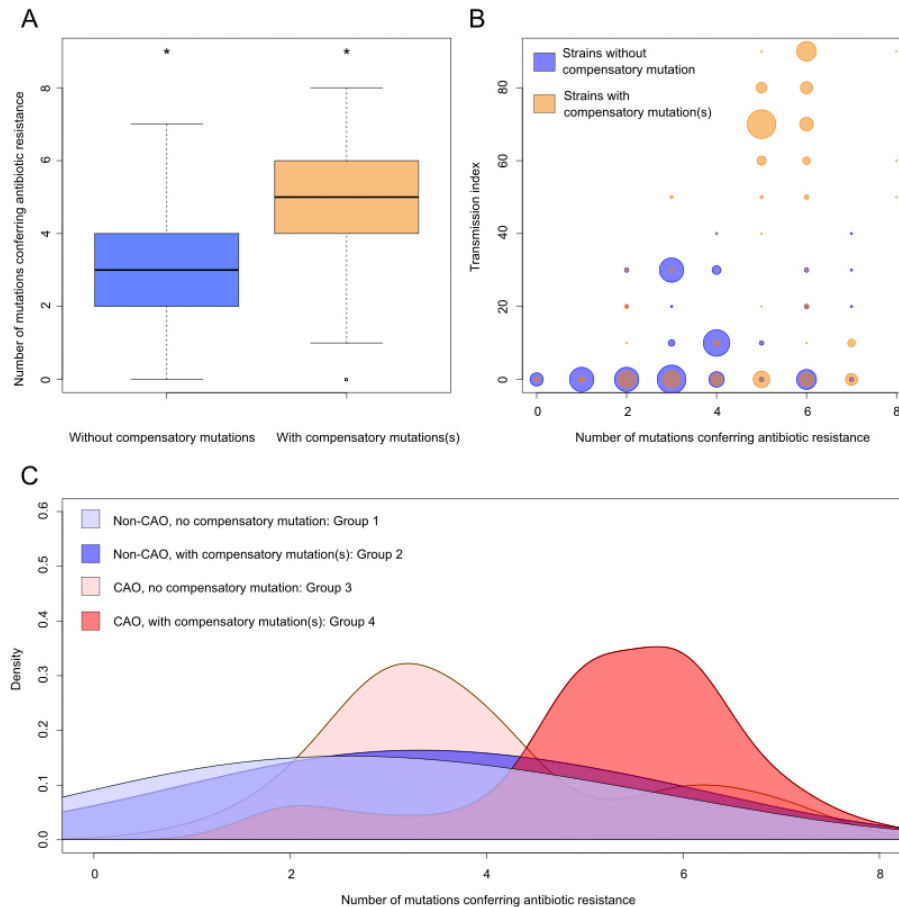 A
*
*
Number of mutations conferring antibiotic resistance
8
6
4
2
0
Without compensatory mutations
With compensatory mutations(s)
B
Strains without
compensatory mutation
Strains with
compensatory mutation(s)
Transmission index
80
60
40
20
0
0 2 4 6 8
Number of mutations conferring antibiotic resistance
C
Non-CAO, no compensatory mutation: Group 1
Non-CAO, with compensatory mutation(s): Group 2
CAO, no compensatory mutation: Group 3
CAO, with compensatory mutation(s): Group 4
Density
0.6
0.5
0.4
0.3
0.2
0.1
0.0
0 2 4 6 8
Number of mutations conferring antibiotic resistance